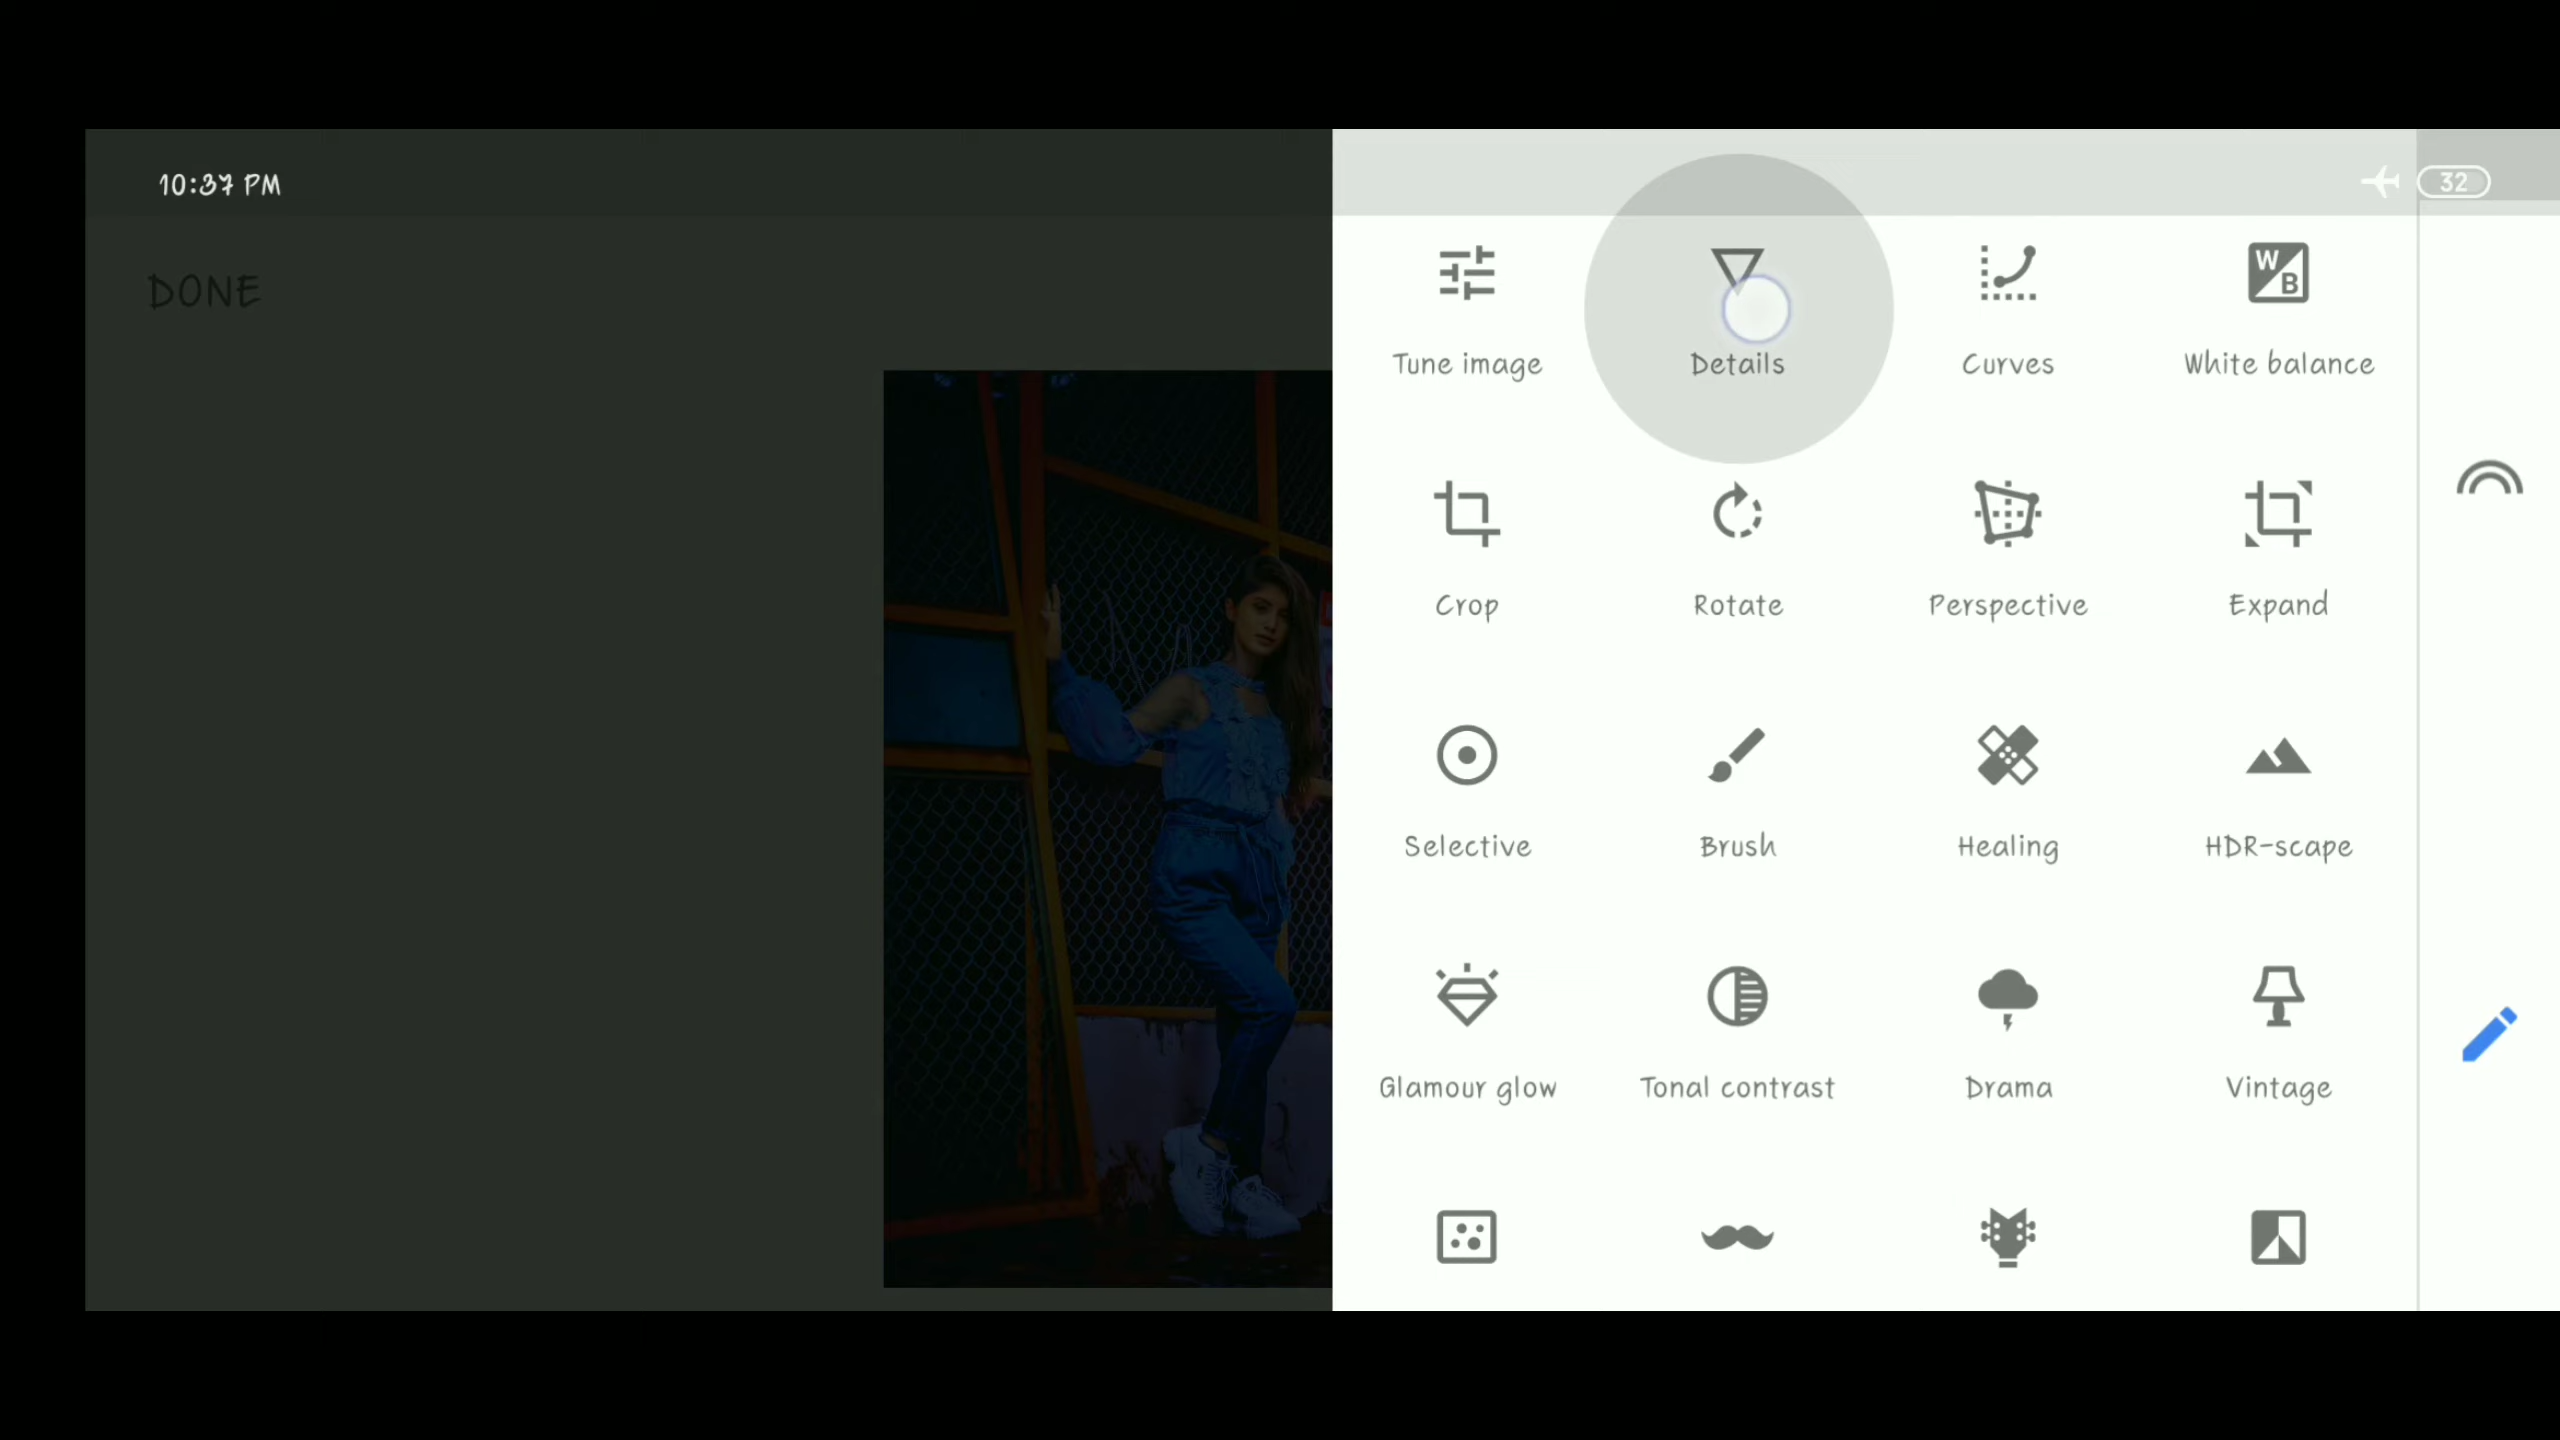 10:37 PM
32
DONE
Tune image
Details
Curves
White balance
W
B
Crop
Rotate
Perspective
Expand
Selective
Brush
Healing
HDR-scape
Glamour glow
Tonal contrast
Drama
Vintage